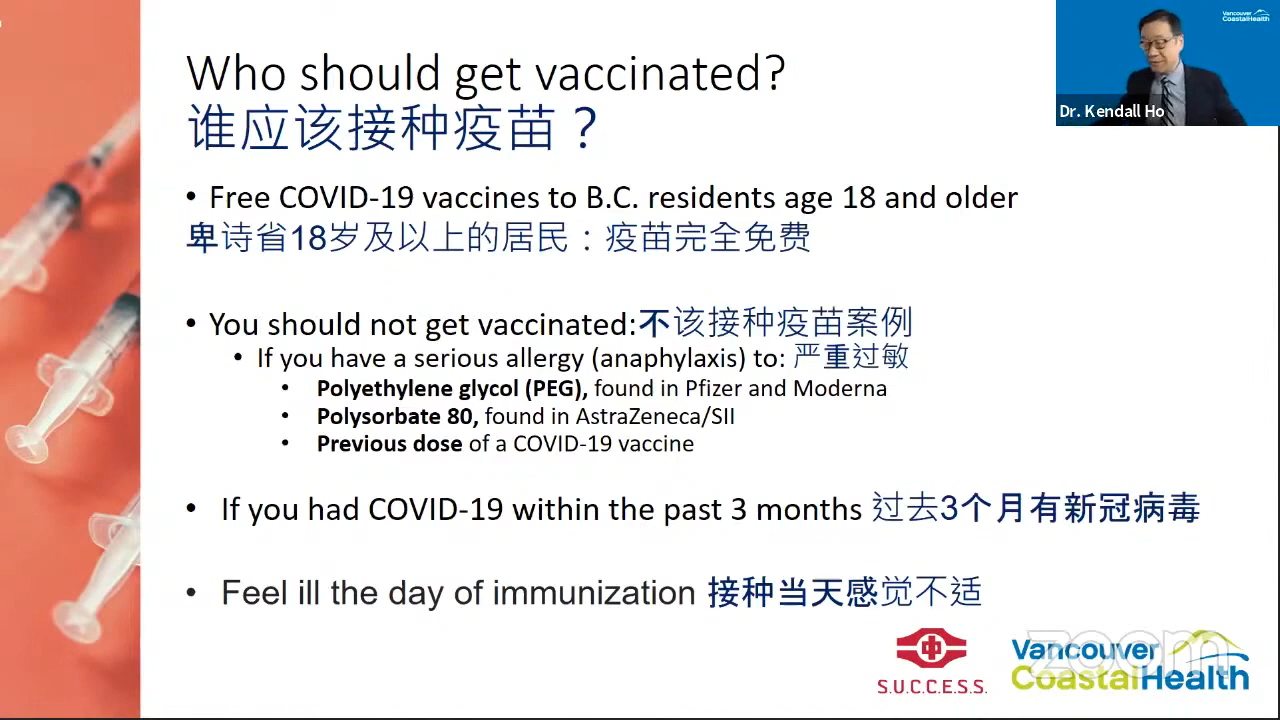 Who should get vaccinated?
谁应该接种疫苗？
• Free COVID-19 vaccines to B.C. residents age 18 and older
卑诗省18岁及以上的居民：疫苗完全免费
• You should not get vaccinated:不该接种疫苗案例
• If you have a serious allergy (anaphylaxis) to: 严重过敏
• Polyethylene glycol (PEG), found in Pfizer and Moderna
• Polysorbate 80, found in AstraZeneca/SII
• Previous dose of a COVID-19 vaccine
• If you had COVID-19 within the past 3 months 过去3个月有新冠病毒
• Feel ill the day of immunization 接种当天感觉不适
Vancouver
CoastalHealth
Dr. Kendall Ho
S.U.C.C.E.S.S.
Vancouver
CoastalHealth
zoom